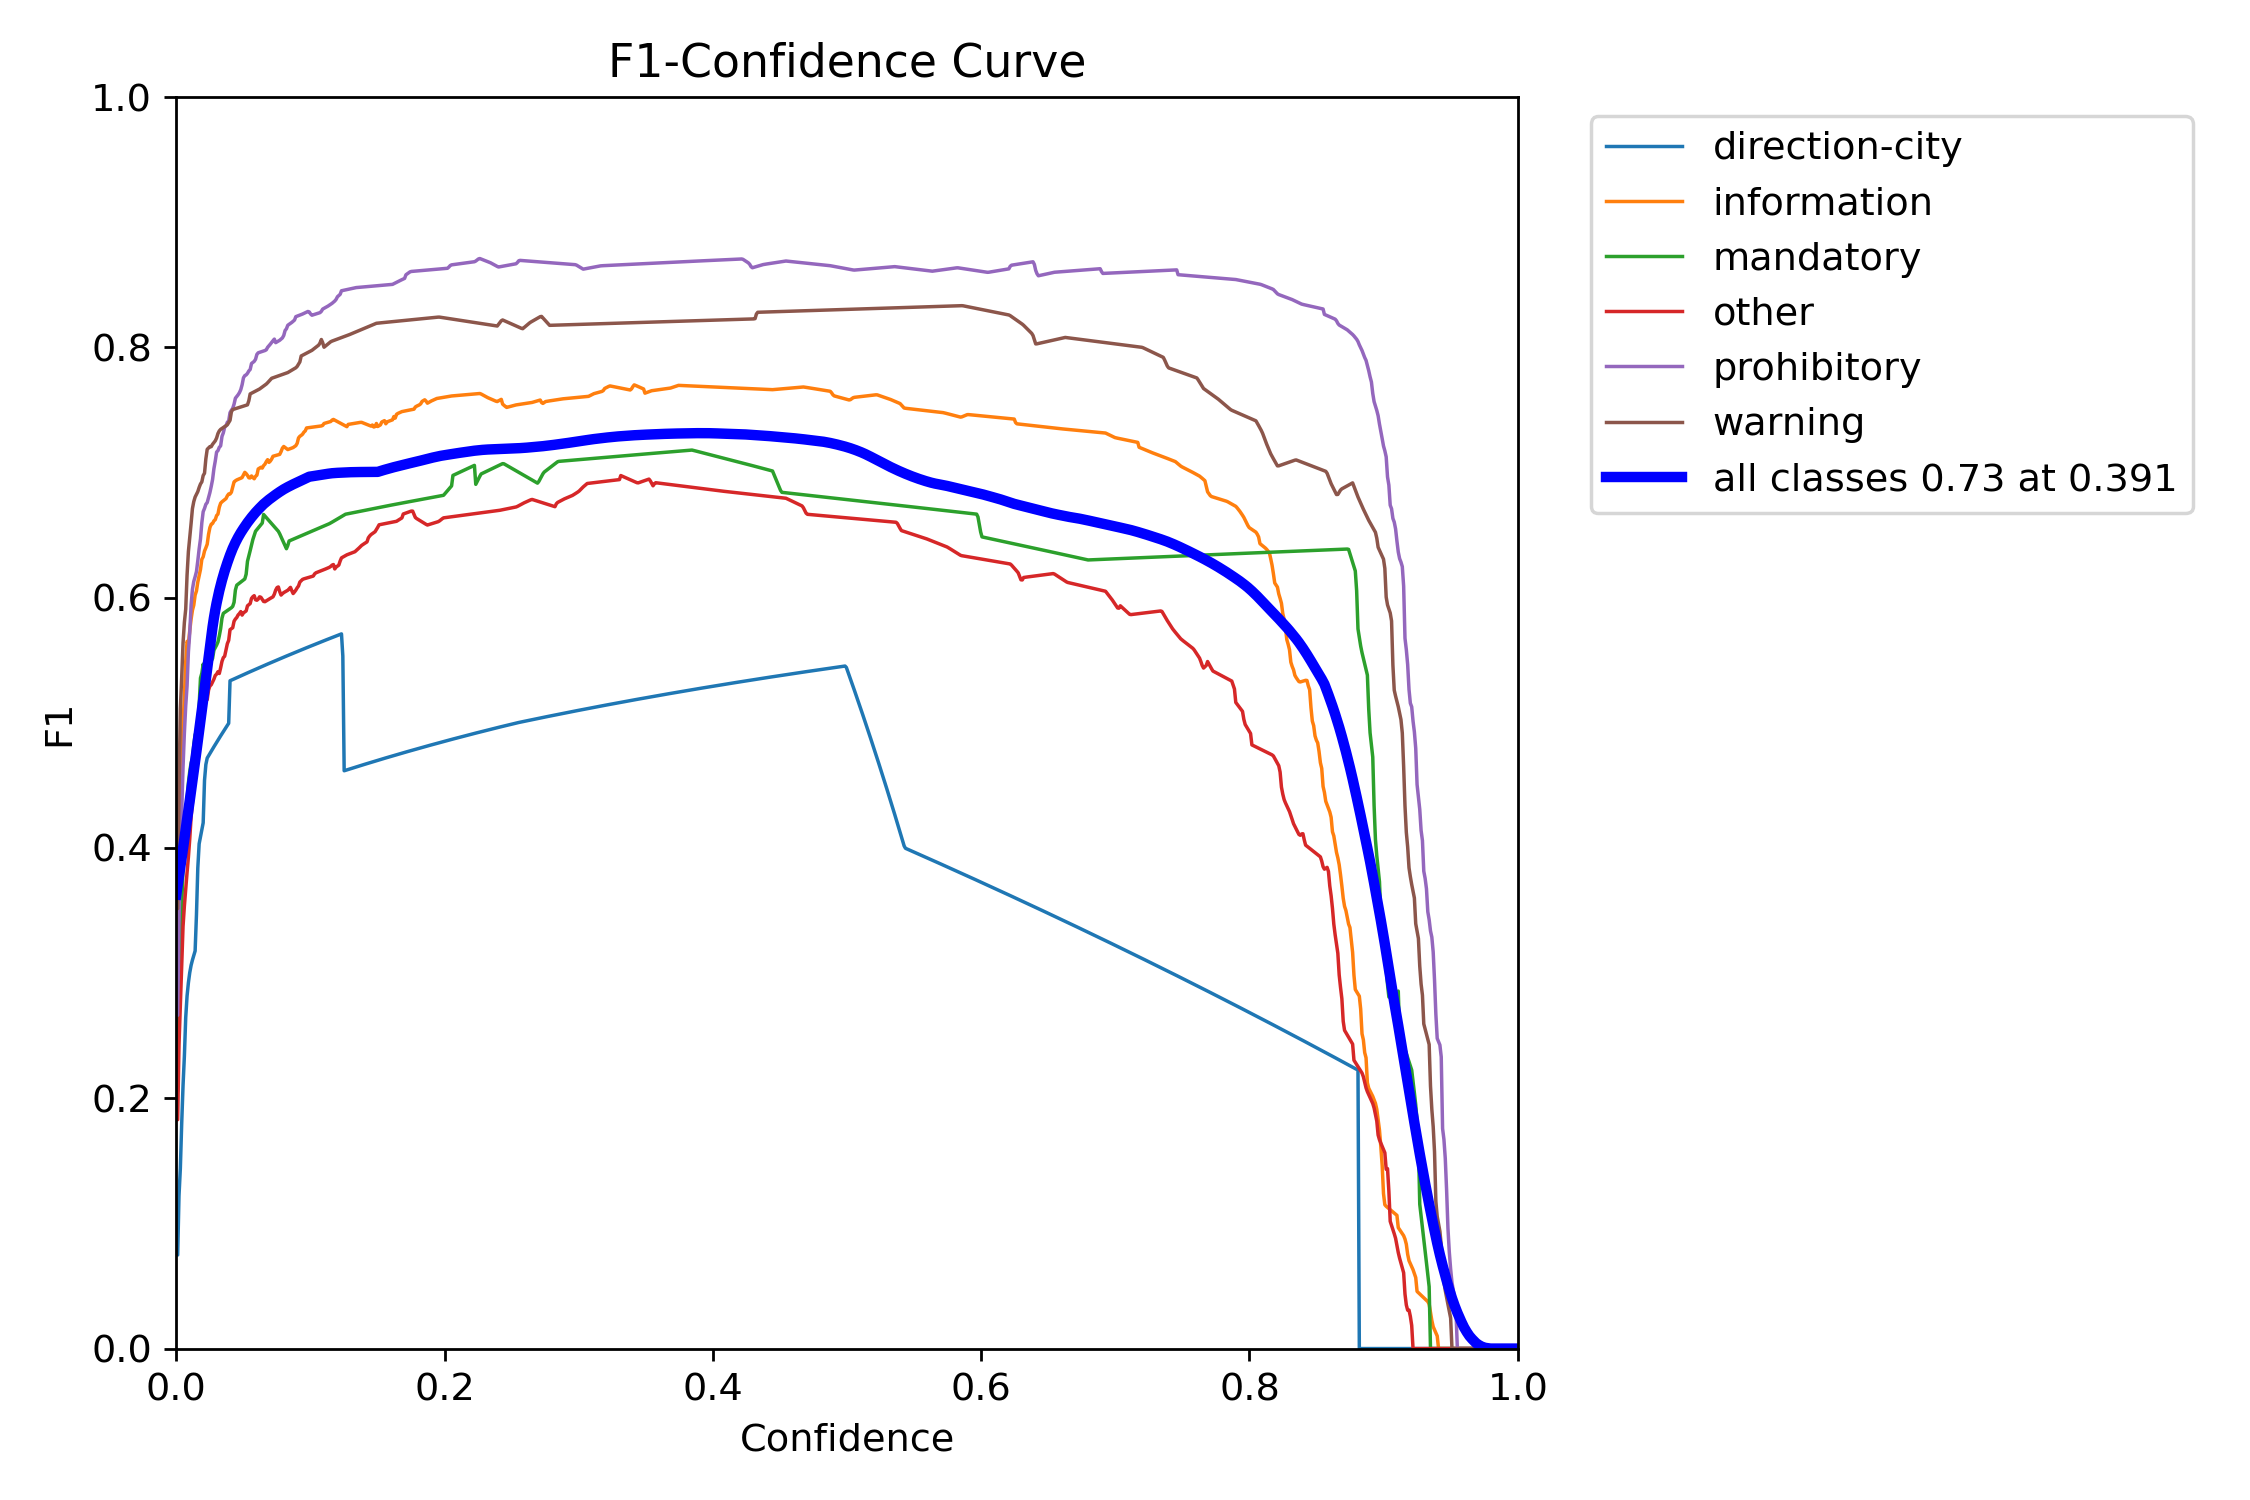 F1-Confidence Curve
1.0
0.8
0.6
0.4
0.2
0.0
F1
0.0 0.2 0.4 0.6 0.8 1.0
Confidence
direction-city
information
mandatory
other
prohibitory
warning
all classes 0.73 at 0.391